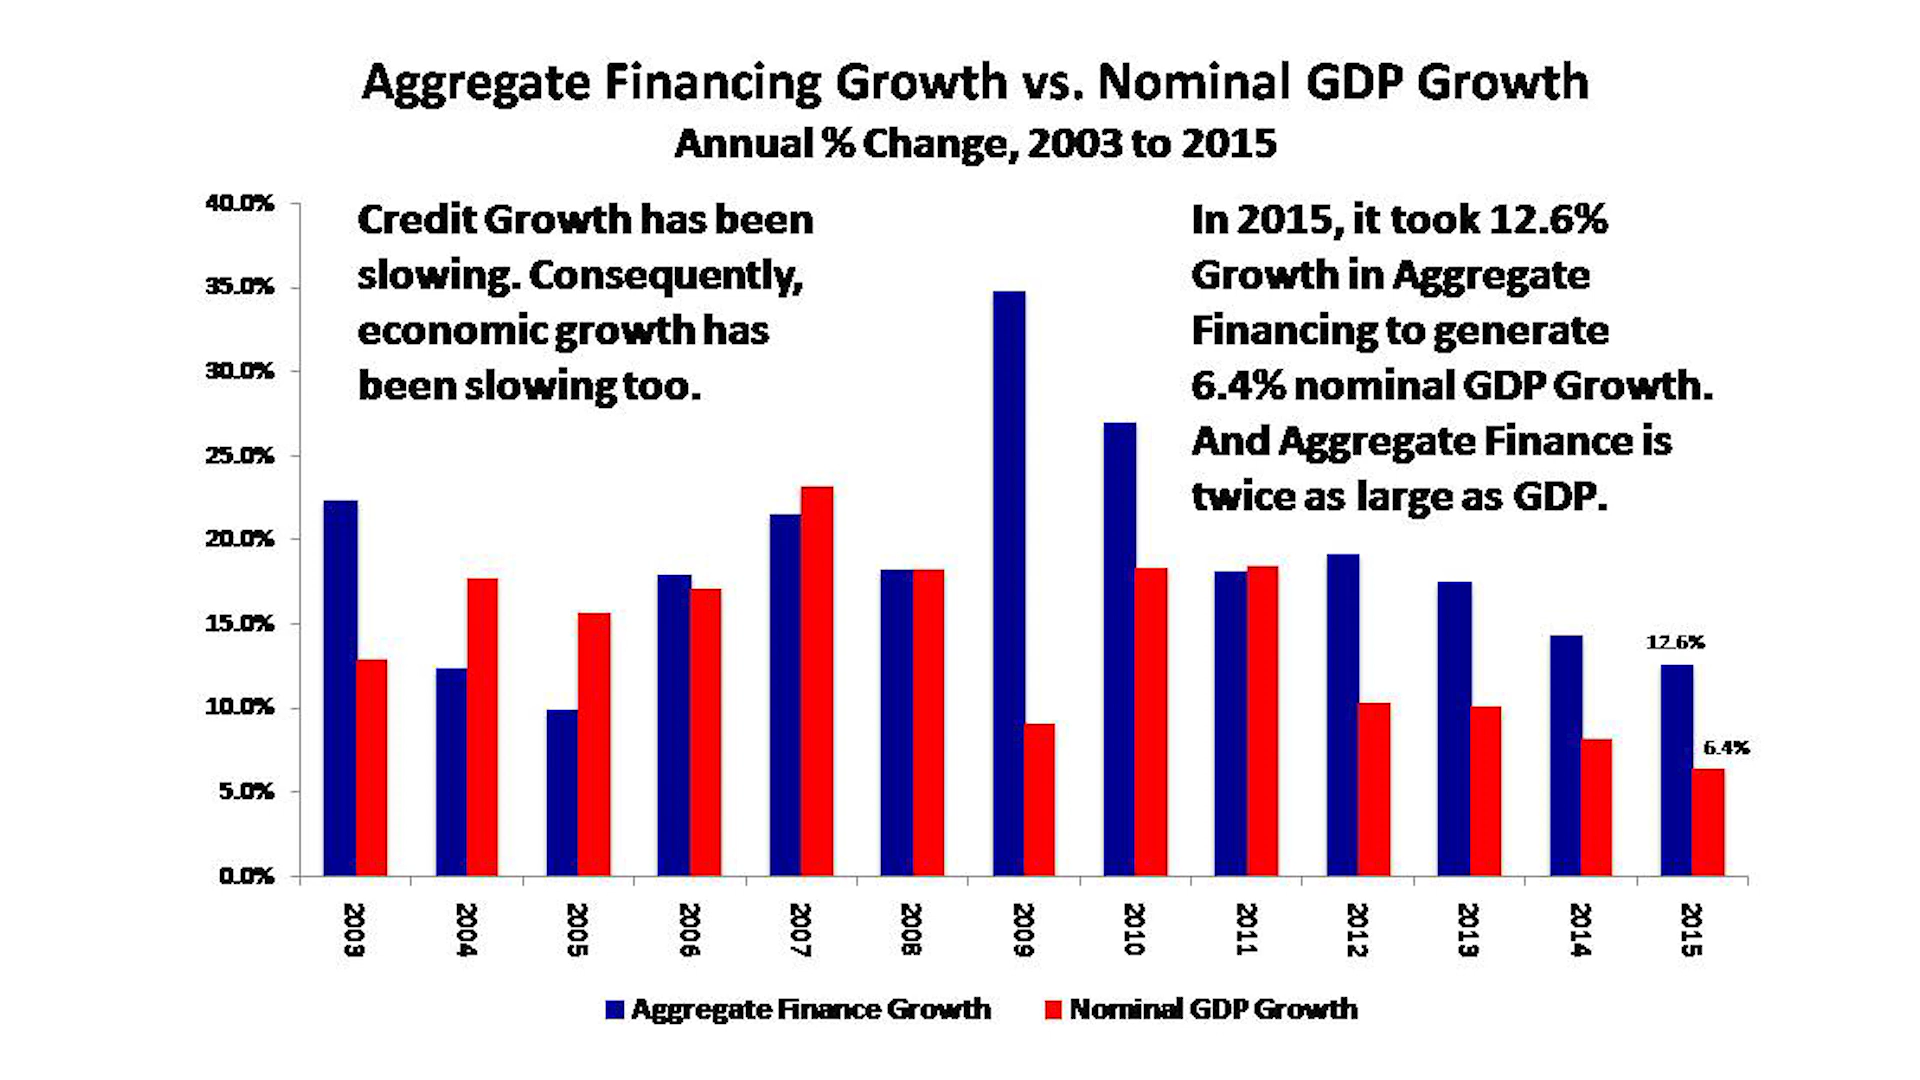 Aggregate Financing Growth vs. Nominal GDP Growth
Annual % Change, 2003 to 2015
Credit Growth has been
slowing. Consequently,
economic growth has
been slowing too.
In 2015, it took 12.6%
Growth in Aggregate
Financing to generate
6.4% nominal GDP Growth.
And Aggregate Finance is
twice as large as GDP.
40.0%
35.0%
30.0%
25.0%
20.0%
15.0%
10.0%
5.0%
0.0%
12.6%
6.4%
2003
2004
2005
2006
2007
2008
2009
2010
2011
2012
2013
2014
2015
Aggregate Finance Growth
Nominal GDP Growth